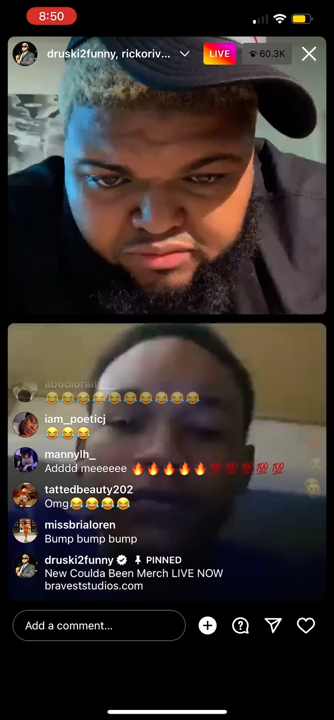 8:50
druski2funny, rickoriv...
LIVE
60.3K
😂😂😂😂😂😂😂😂😂😂
iam_poeticj
😂😂😂
mannylh_
Adddd meeeeee 🔥🔥🔥🔥🔥💯💯💯💯💯
tattedbeauty202
Omg😂😂😂😂
missbrialoren
Bump bump bump
druski2funny PINNED
New Coulda Been Merch LIVE NOW
braveststudios.com
Add a comment...